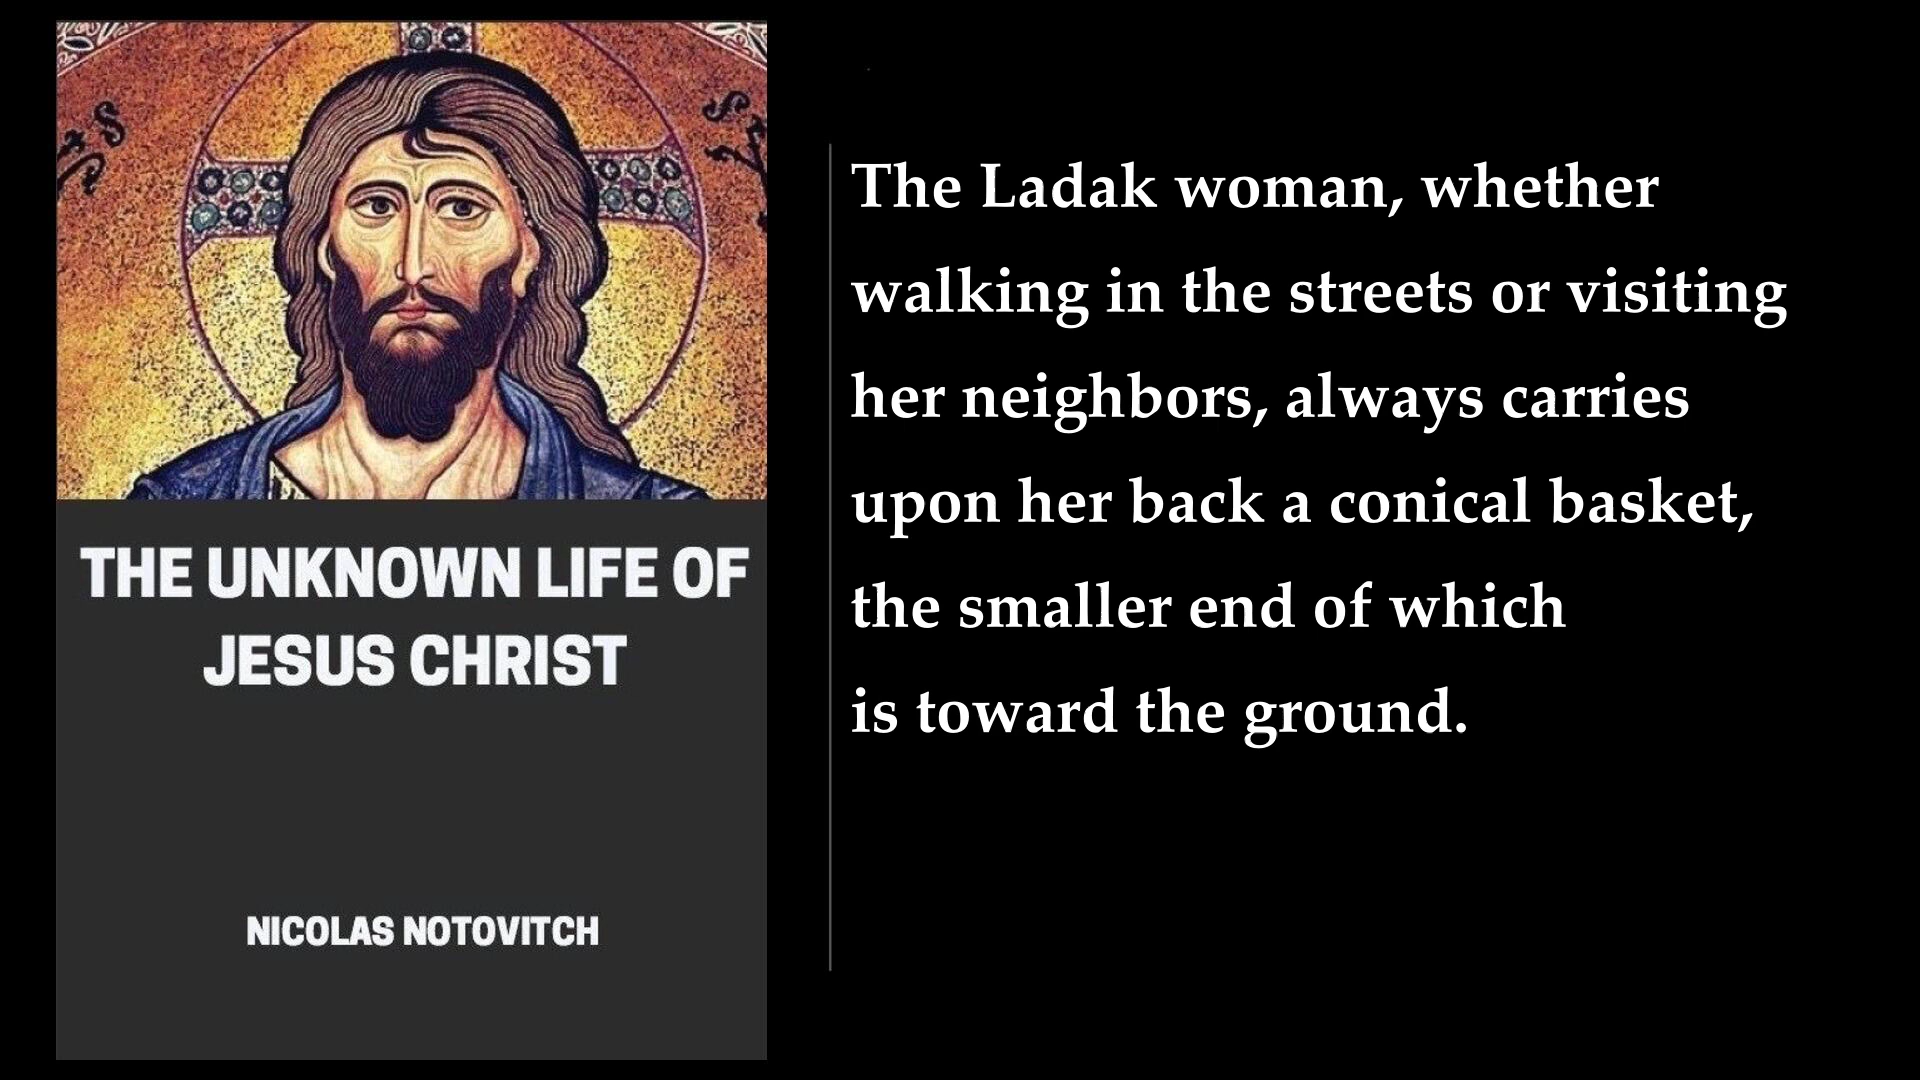 THE UNKNOWN LIFE OF
JESUS CHRIST
NICOLAS NOTOVITCH
The Ladak woman, whether
walking in the streets or visiting
her neighbors, always carries
upon her back a conical basket,
the smaller end of which
is toward the ground.